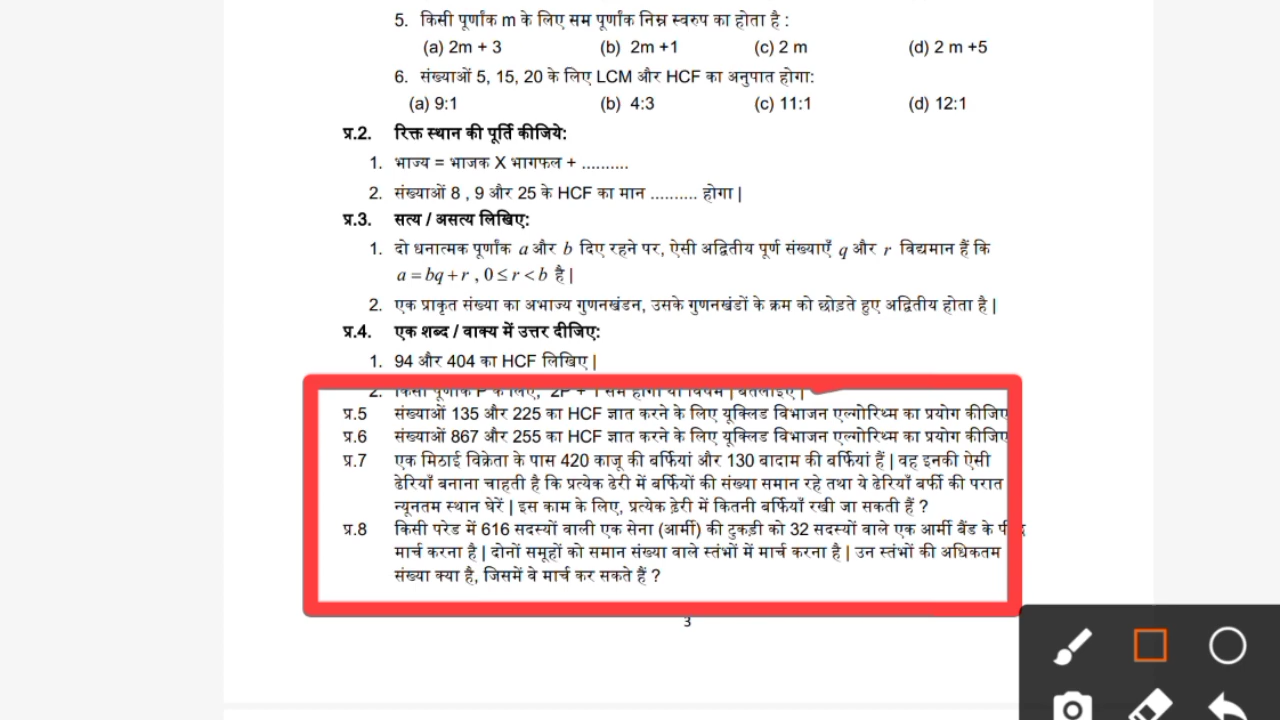 5. किसी पूर्णांक m के लिए सम पूर्णांक निम्न स्वरुप का होता है :
(a) 2m + 3 (b) 2m +1 (c) 2 m (d) 2 m +5
6. संख्याओं 5, 15, 20 के लिए LCM और HCF का अनुपात होगा:
(a) 9:1 (b) 4:3 (c) 11:1 (d) 12:1
प्र.2. रिक्त स्थान की पूर्ति कीजिये:
1. भाज्य = भाजक X भागफल + ..........
2. संख्याओं 8 , 9 और 25 के HCF का मान .......... होगा |
प्र.3. सत्य / असत्य लिखिए:
1. दो धनात्मक पूर्णांक a और b दिए रहने पर, ऐसी अद्वितीय पूर्ण संख्याएँ q और r विद्यमान हैं कि
a = bq + r , 0 ≤ r < b है |
2. एक प्राकृत संख्या का अभाज्य गुणनखंडन, उसके गुणनखंडों के क्रम को छोड़ते हुए अद्वितीय होता है |
प्र.4. एक शब्द / वाक्य में उत्तर दीजिए:
1. 94 और 404 का HCF लिखिए |
2. किसी पूर्णांक P के लिए, 2P + 1 सम होगा या विषम | बतलाइए |
प्र.5 संख्याओं 135 और 225 का HCF ज्ञात करने के लिए यूक्लिड विभाजन एल्गोरिथ्म का प्रयोग कीजिए
प्र.6 संख्याओं 867 और 255 का HCF ज्ञात करने के लिए यूक्लिड विभाजन एल्गोरिथ्म का प्रयोग कीजिए
प्र.7 एक मिठाई विक्रेता के पास 420 काजू की बर्फियां और 130 बादाम की बर्फियां हैं | वह इनकी ऐसी
ढेरियाँ बनाना चाहती है कि प्रत्येक ढेरी में बर्फियों की संख्या समान रहे तथा ये ढेरियाँ बर्फी की परात
न्यूनतम स्थान घेरें | इस काम के लिए, प्रत्येक ढ़ेरी में कितनी बर्फियाँ रखी जा सकती हैं ?
प्र.8 किसी परेड में 616 सदस्यों वाली एक सेना (आर्मी) की टुकड़ी को 32 सदस्यों वाले एक आर्मी बैंड के
मार्च करना है | दोनों समूहों को समान संख्या वाले स्तंभों में मार्च करना है | उन स्तंभों की अधिकतम
संख्या क्या है, जिसमें वे मार्च कर सकते हैं ?
3